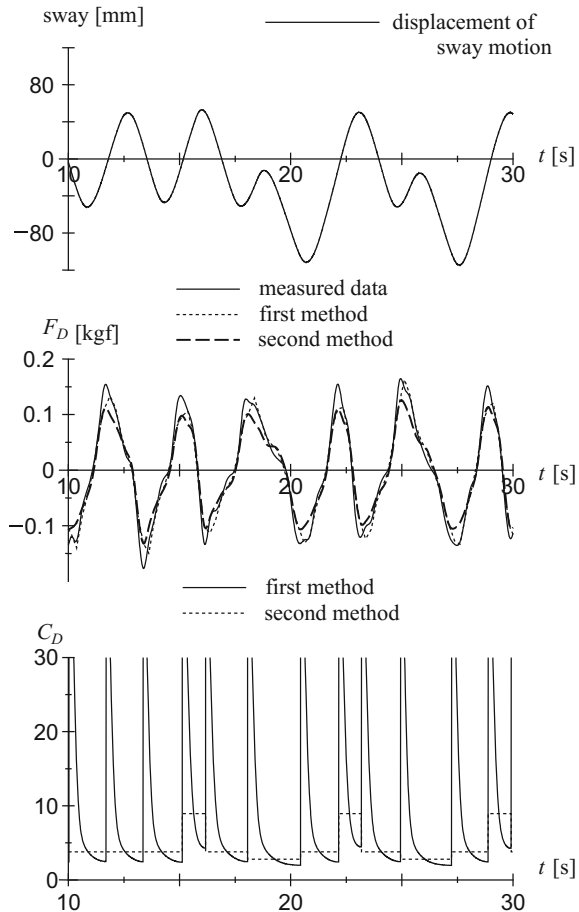 sway [mm]
displacement of
sway motion
80
0
−80
10
20
30
t [s]
measured data
first method
second method
F_D [kgf]
0.2
0.1
0
−0.1
10
20
30
t [s]
first method
second method
C_D
30
20
10
0
10
20
30
t [s]